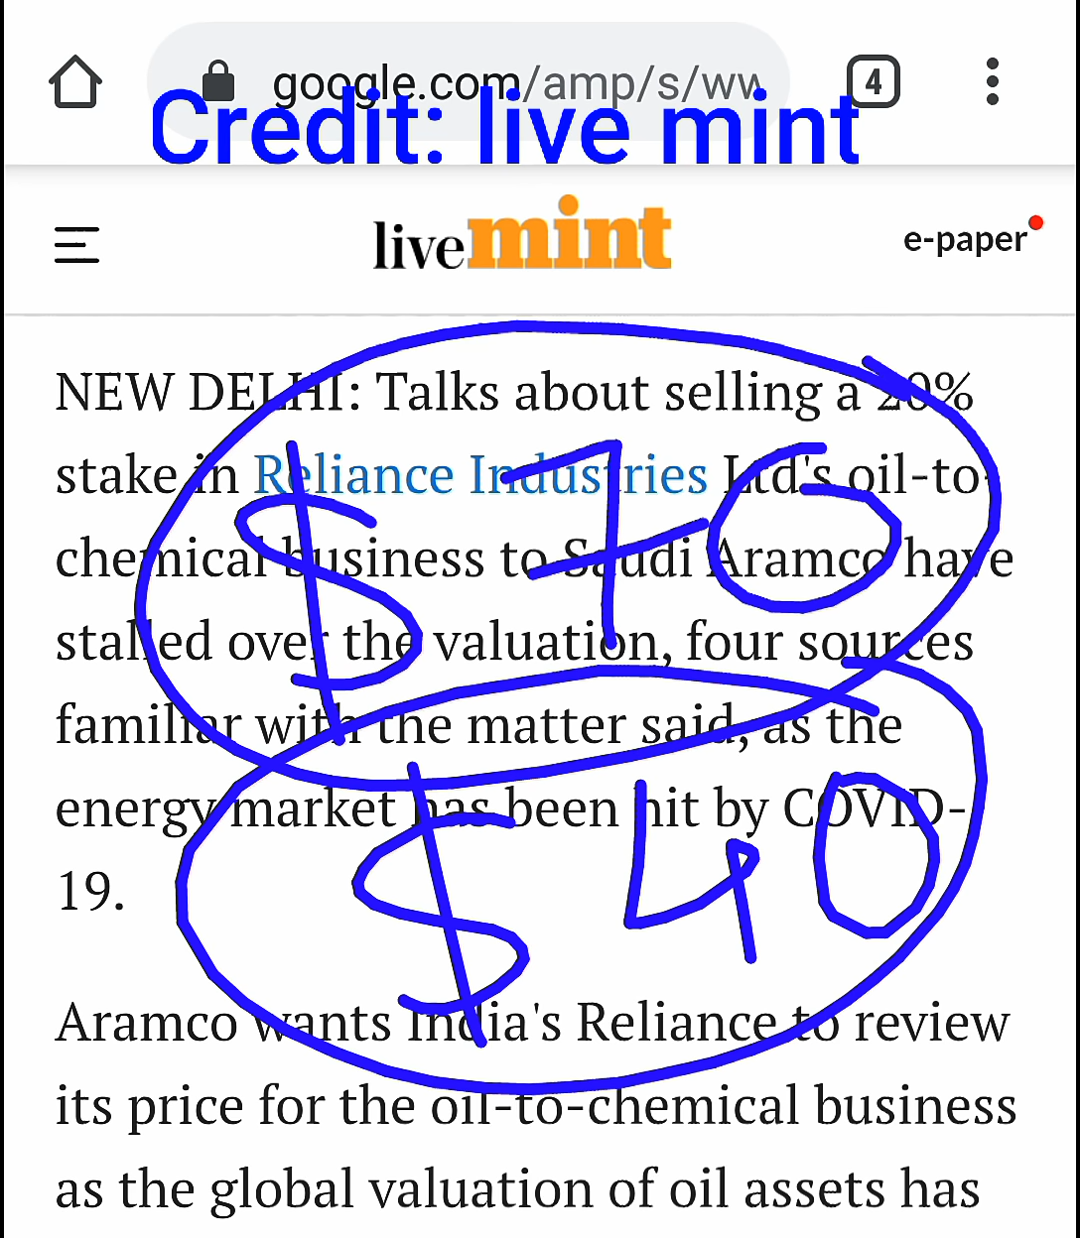 google.com/amp/s/ww
4
Credit: live mint
livemint
e-paper
NEW DELHI: Talks about selling a 20%
stake in Reliance Industries Ltd's oil-to-
chemical business to Saudi Aramco have
stalled over the valuation, four sources
familiar with the matter said, as the
energy market has been hit by COVID-
19.
$70
$40
Aramco wants India's Reliance to review
its price for the oil-to-chemical business
as the global valuation of oil assets has